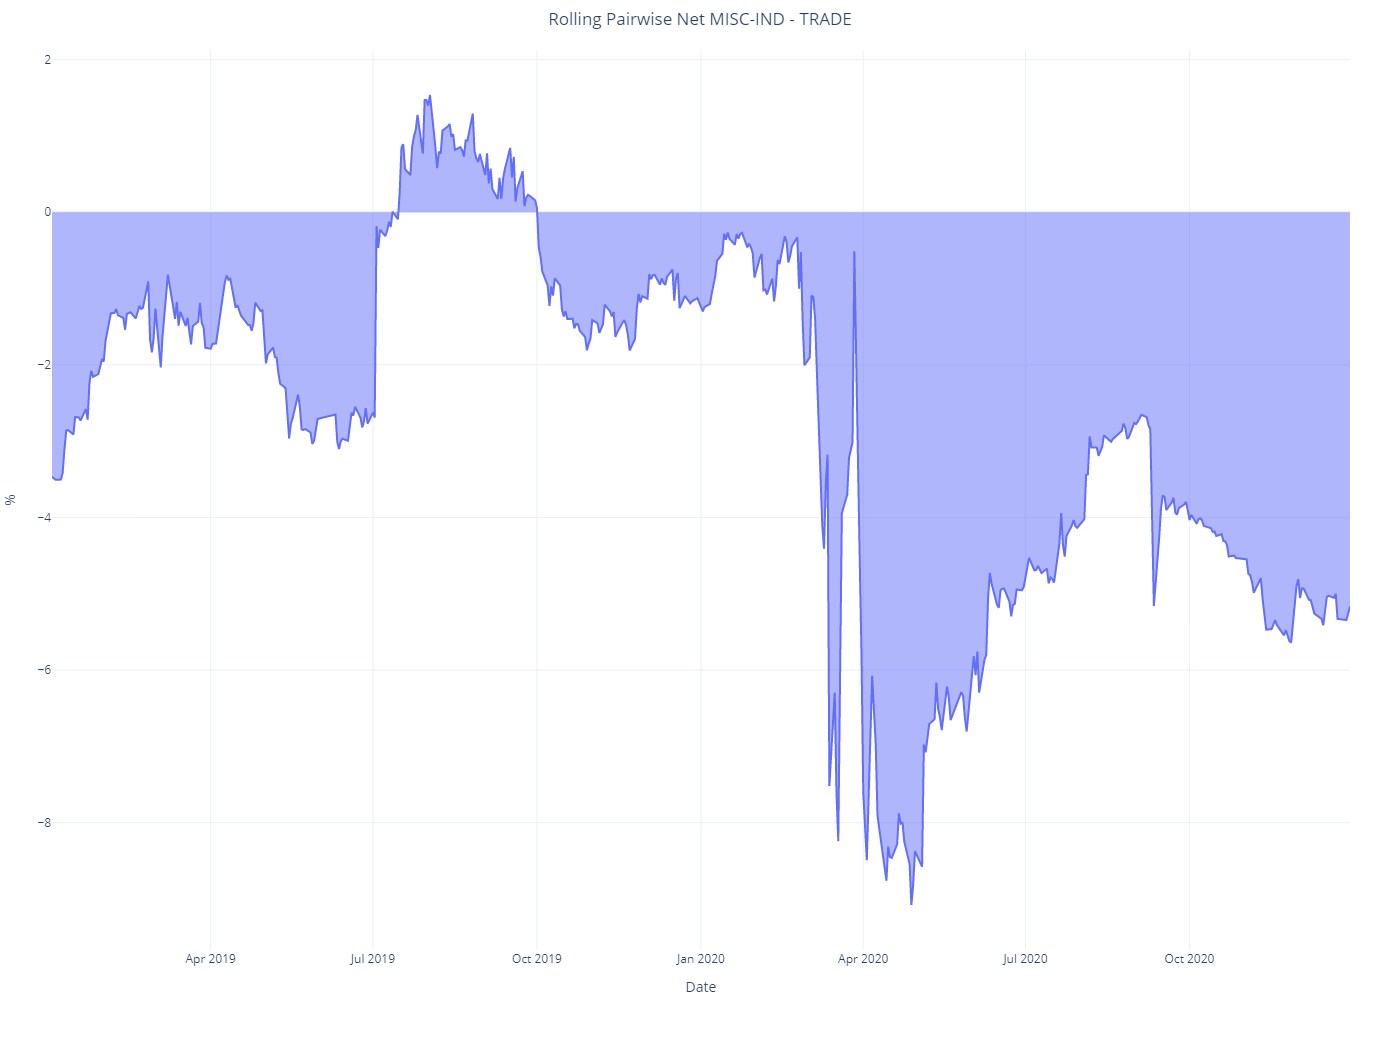 Rolling Pairwise Net MISC-IND - TRADE
2
0
−2
−4
−6
−8
%
Apr 2019
Jul 2019
Oct 2019
Jan 2020
Apr 2020
Jul 2020
Oct 2020
Date